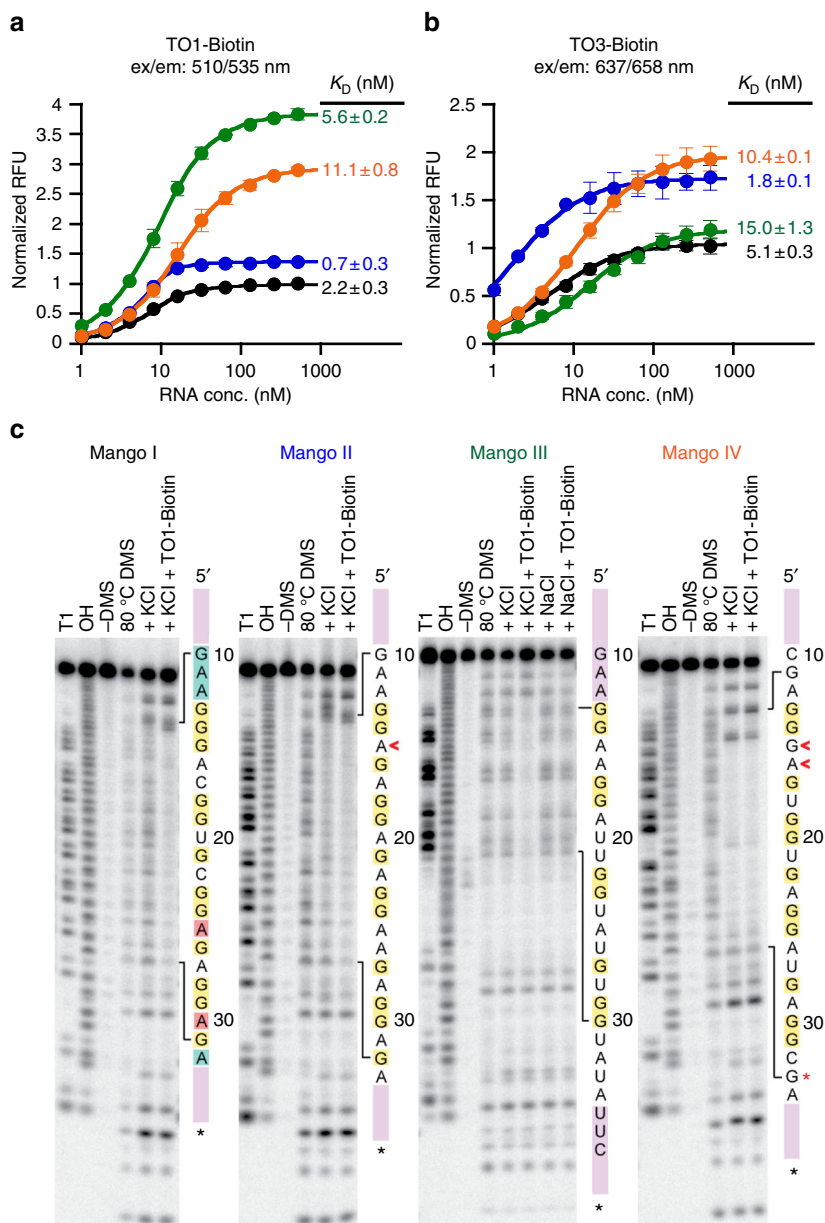 a
TO1-Biotin
ex/em: 510/535 nm
K_D (nM)
Normalized RFU
4
3.5
3
2.5
2
1.5
1
0.5
0
1
10
100
1000
RNA conc. (nM)
5.6±0.2
11.1±0.8
0.7±0.3
2.2±0.3
b
TO3-Biotin
ex/em: 637/658 nm
K_D (nM)
Normalized RFU
2.5
2
1.5
1
0.5
0
1
10
100
1000
RNA conc. (nM)
10.4±0.1
1.8±0.1
15.0±1.3
5.1±0.3
c
Mango I
T1
OH
–DMS
80 °C DMS
+ KCl
+ KCl + TO1-Biotin
5′
G 10
A
A
G
G
G
A
C
G
G
U 20
G
C
G
G
A
G
A
G
G
A 30
G
A
*
Mango II
T1
OH
–DMS
80 °C DMS
+ KCl
+ KCl + TO1-Biotin
5′
G 10
A
A
G
G
A <
G
A
G
G
A 20
G
A
G
G
A
A
G
A
G
G 30
A
G
A
*
Mango III
T1
OH
–DMS
80 °C DMS
+ KCl
+ KCl + TO1-Biotin
+ NaCl
+ NaCl + TO1-Biotin
5′
G 10
A
A
G
G
A
A
G
G
A
U 20
U
G
G
U
A
U
G
U
G
G 30
U
A
U
A
U
U
C
*
Mango IV
T1
OH
–DMS
80 °C DMS
+ KCl
+ KCl + TO1-Biotin
5′
C 10
G
A
G
G
G <
A <
G
U
G
G 20
U
G
A
G
G
A
U
G
A
G 30
G
C
G *
A
*